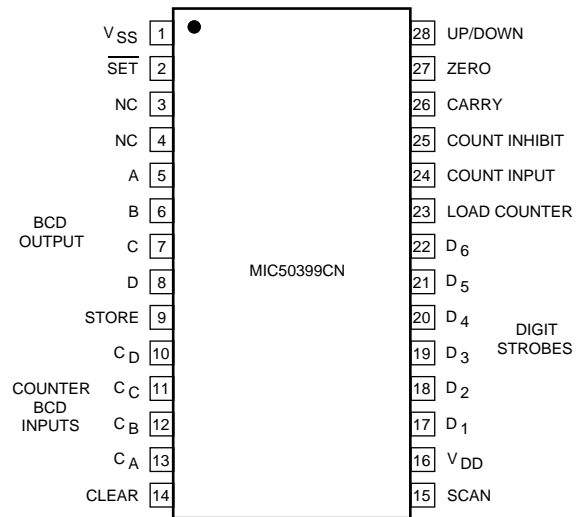 VSS 1
SET 2
NC 3
NC 4
A 5
B 6
C 7
D 8
STORE 9
CD 10
CC 11
CB 12
CA 13
CLEAR 14
BCD
OUTPUT
COUNTER
BCD
INPUTS
MIC50399CN
28 UP/DOWN
27 ZERO
26 CARRY
25 COUNT INHIBIT
24 COUNT INPUT
23 LOAD COUNTER
22 D6
21 D5
20 D4
19 D3
18 D2
17 D1
16 VDD
15 SCAN
DIGIT
STROBES